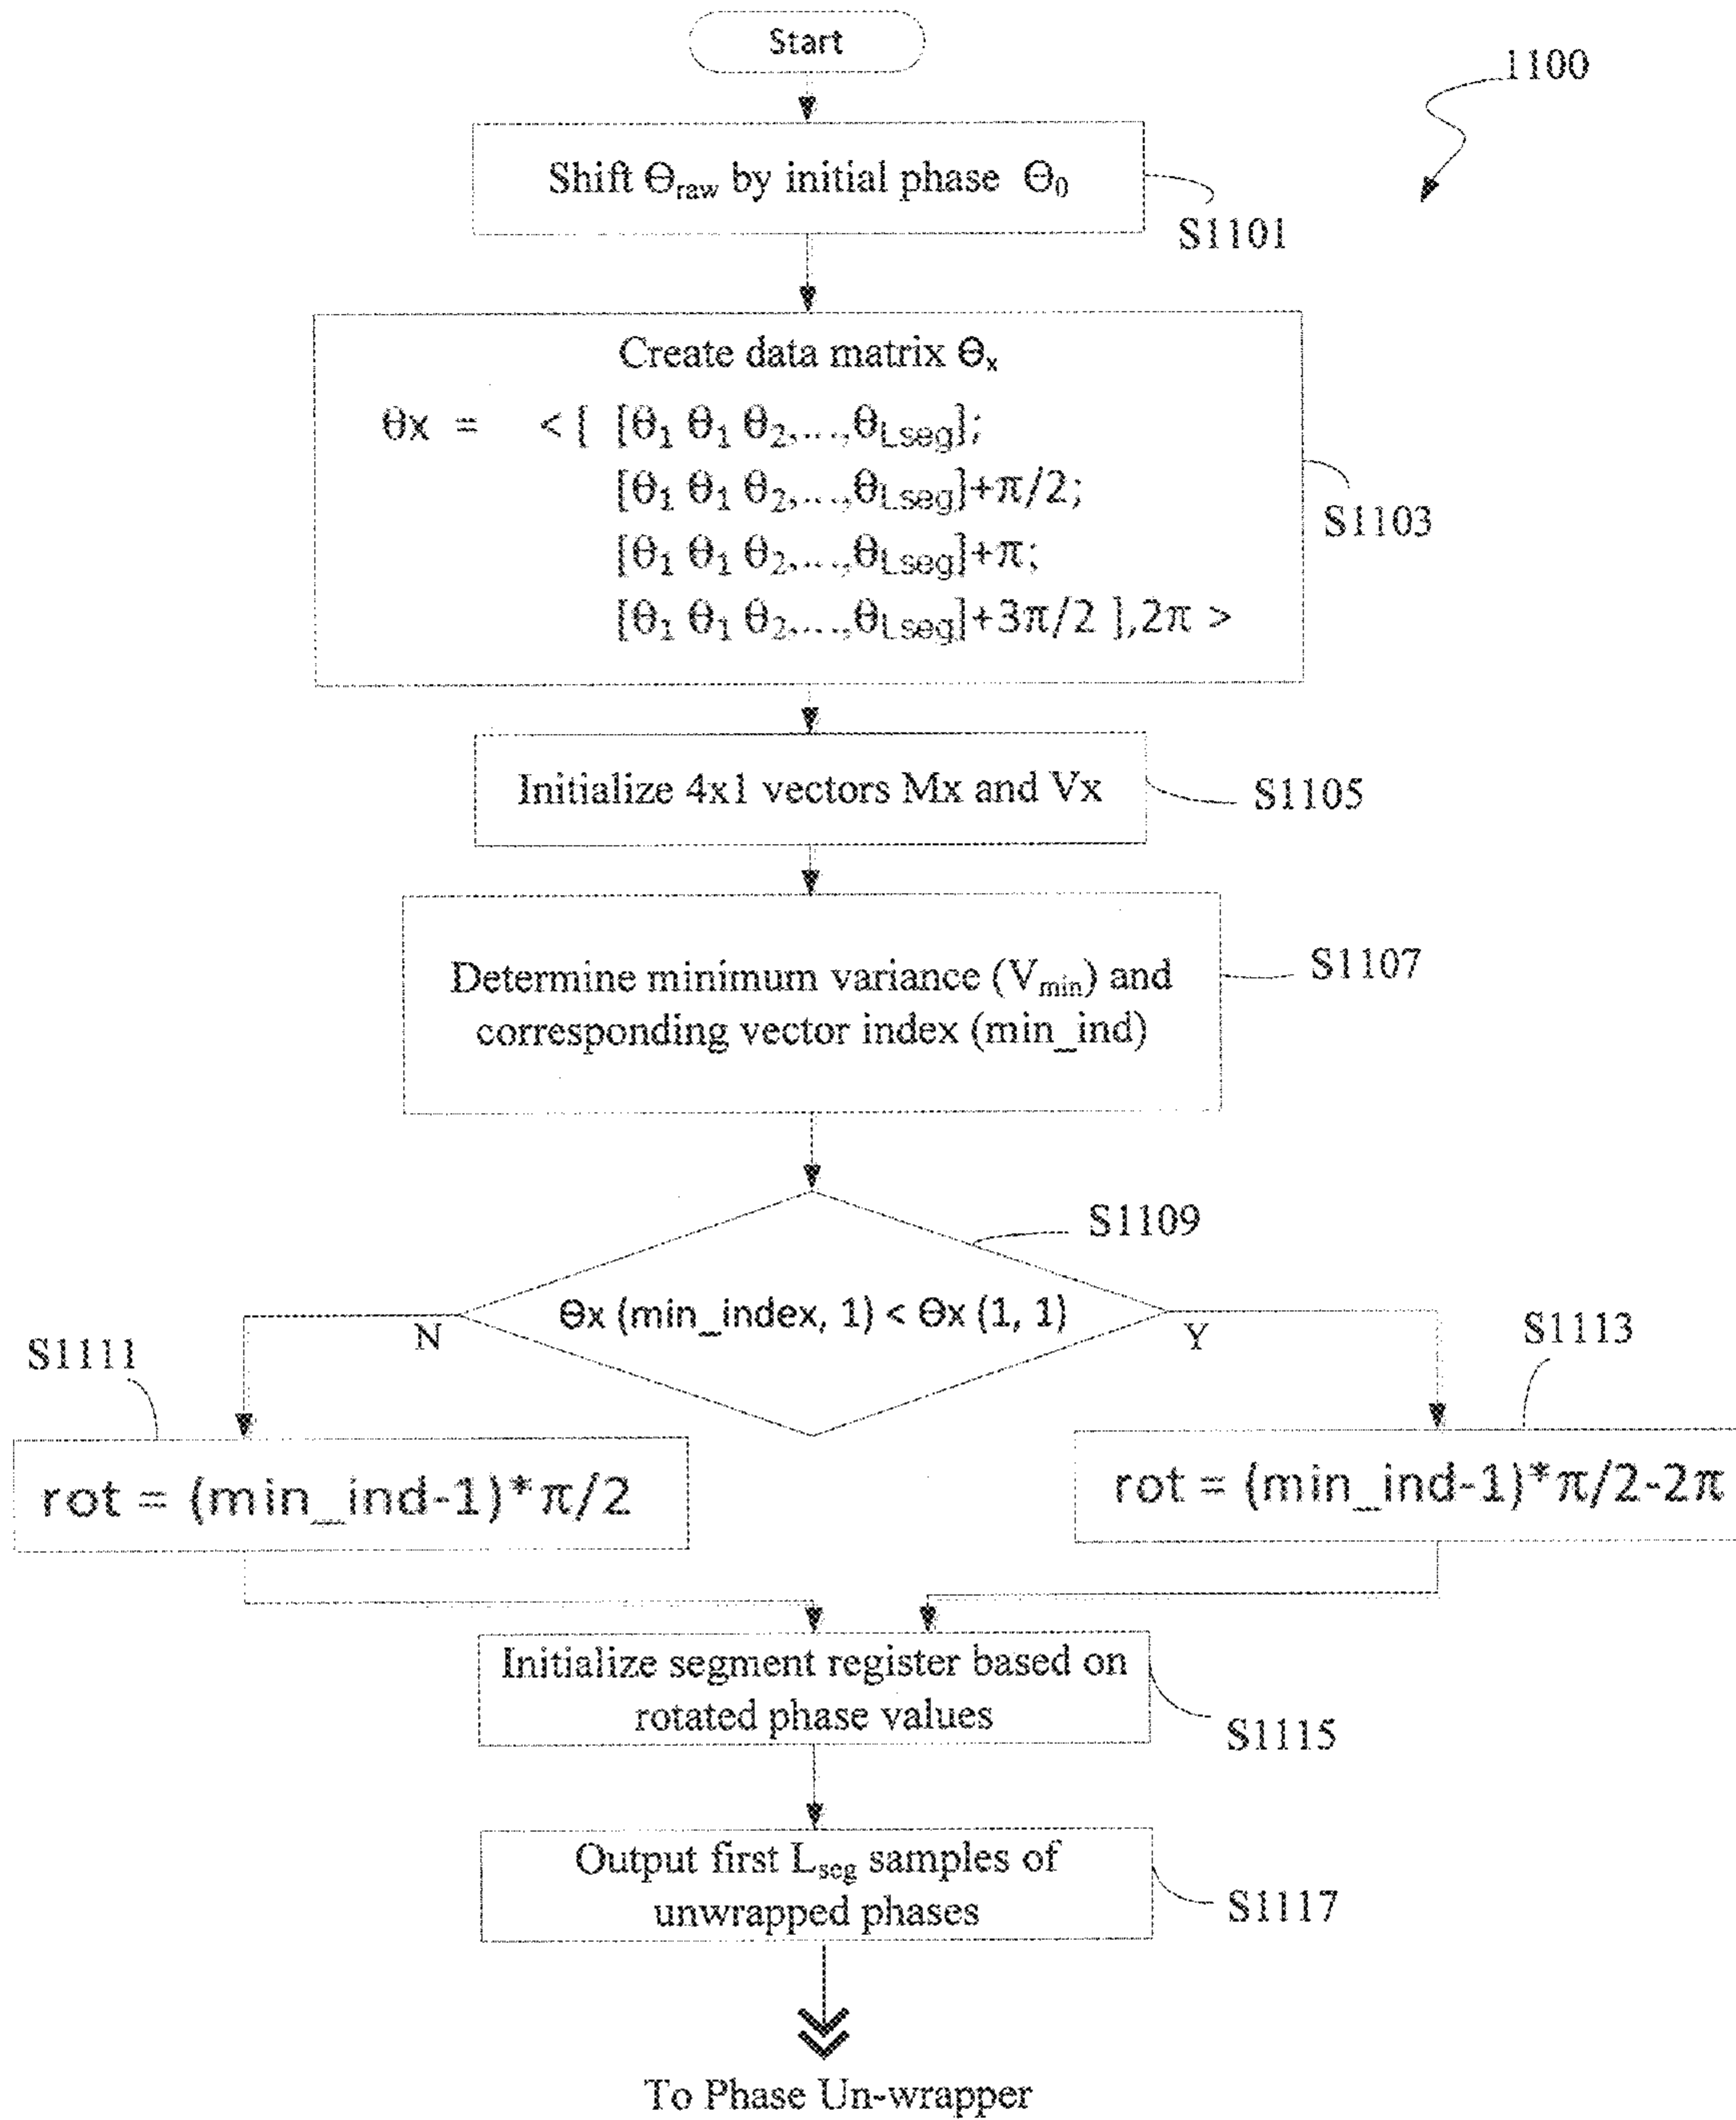 Start
1100
Shift Θraw by initial phase Θ0
S1101
Create data matrix Θx
θx = <[ [θ1 θ1 θ2,...,θLseg];
[θ1 θ1 θ2,...,θLseg]+π/2;
[θ1 θ1 θ2,...,θLseg]+π;
[θ1 θ1 θ2,...,θLseg]+3π/2 ],2π >
S1103
Initialize 4x1 vectors Mx and Vx
S1105
Determine minimum variance (Vmin) and
corresponding vector index (min_ind)
S1107
S1109
Θx (min_index, 1) < Θx (1, 1)
N
Y
S1111
S1113
rot = (min_ind-1)*π/2
rot = (min_ind-1)*π/2-2π
Initialize segment register based on
rotated phase values
S1115
Output first Lseg samples of
unwrapped phases
S1117
To Phase Un-wrapper